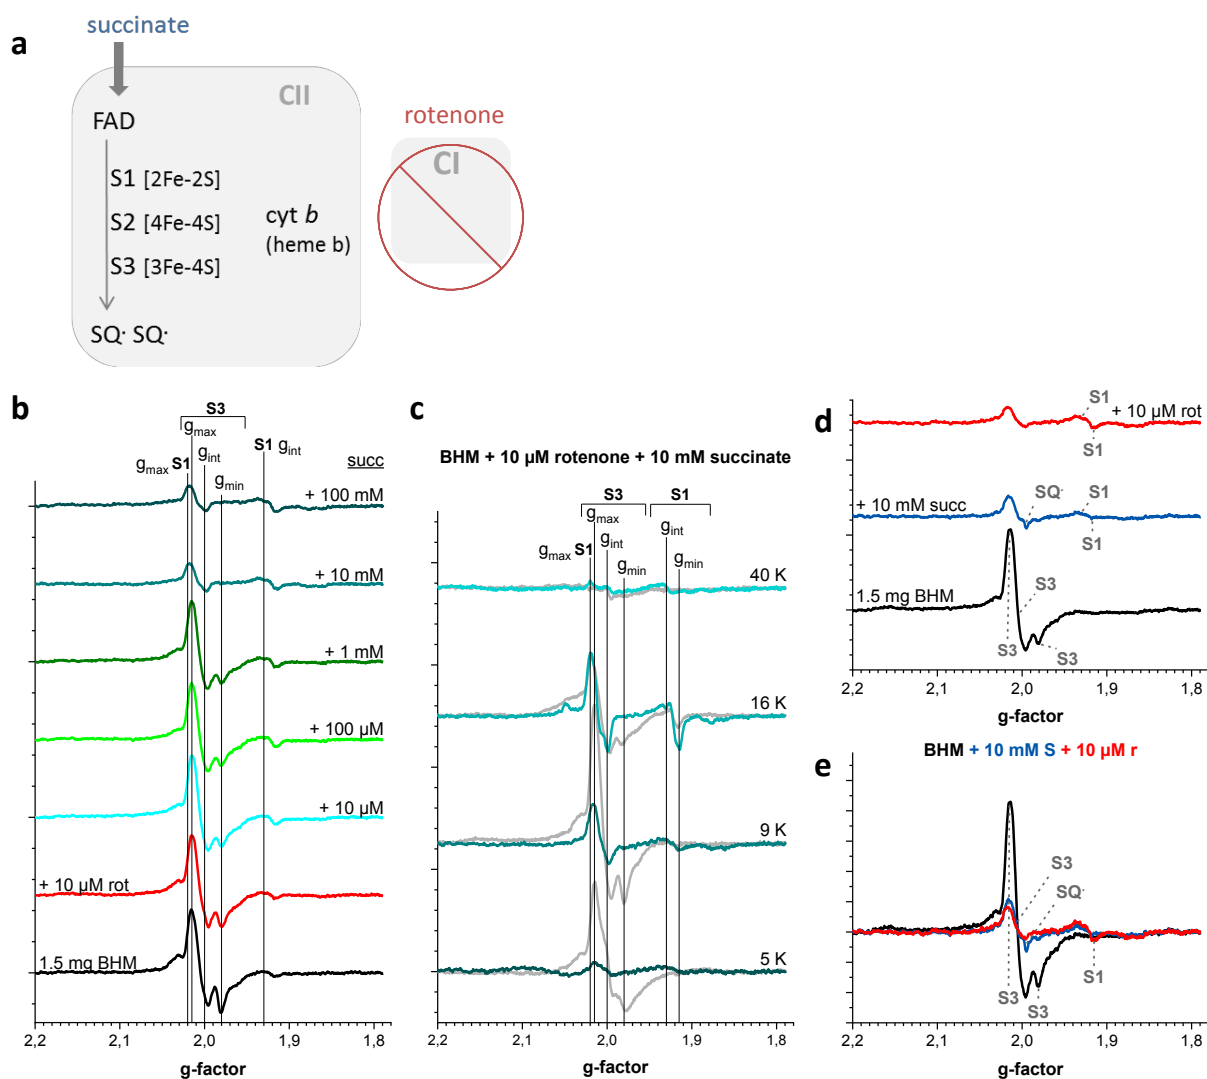 a
succinate
CII
FAD
S1 [2Fe-2S]
S2 [4Fe-4S]
S3 [3Fe-4S]
cyt b
(heme b)
SQ· SQ·
rotenone
CI
b
S3
gmax
gint
gmin
gmax S1
S1 gint
succ
+ 100 mM
+ 10 mM
+ 1 mM
+ 100 µM
+ 10 µM
+ 10 µM rot
1.5 mg BHM
2,2
2,1
2,0
1,9
1,8
g-factor
c
BHM + 10 µM rotenone + 10 mM succinate
S3
S1
gmax
gint
gmin
gmax S1
gint
gmin
40 K
16 K
9 K
5 K
2,2
2,1
2,0
1,9
1,8
g-factor
d
S1
+ 10 µM rot
S1
+ 10 mM succ
SQ·
S1
S1
1.5 mg BHM
S3
S3
S3
2,2
2,1
2,0
1,9
1,8
g-factor
e
BHM + 10 mM S + 10 µM r
S3
SQ·
S1
S3
S3
2,2
2,1
2,0
1,9
1,8
g-factor